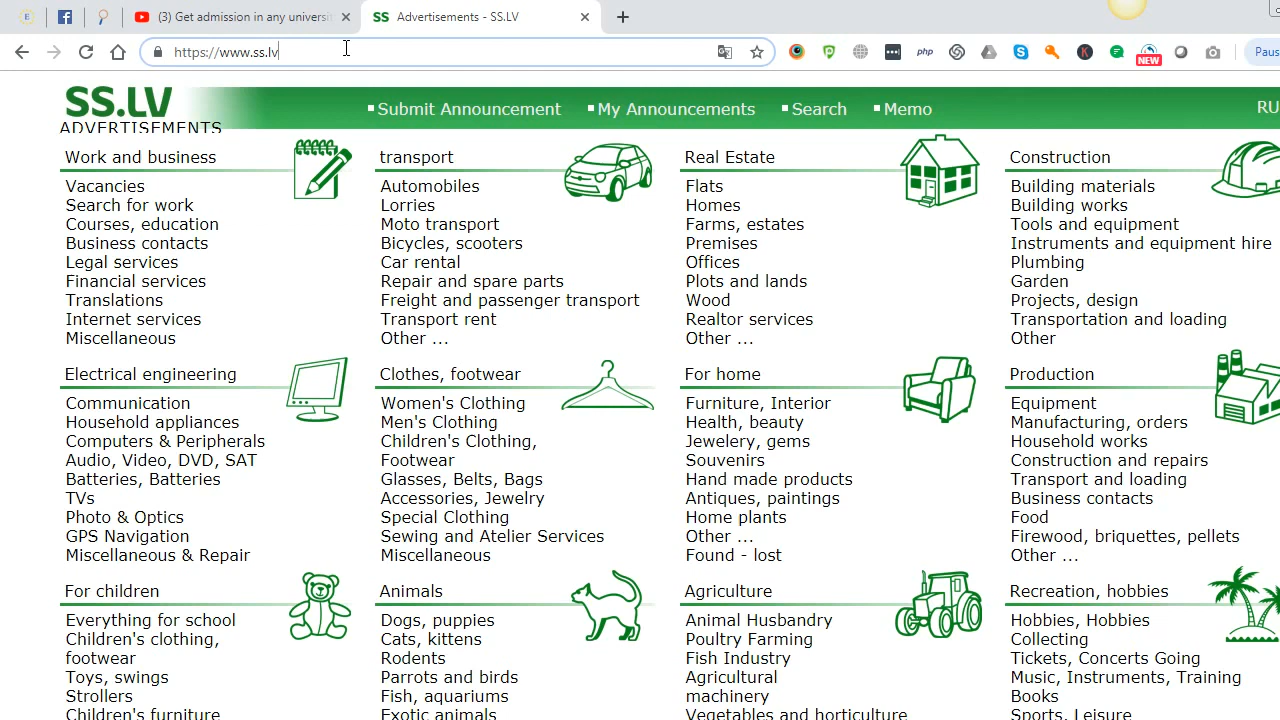 (3) Get admission in any universi
Advertisements - SS.LV
https://www.ss.lv
php
NEW
Paus
SS.LV
ADVERTISEMENTS
Submit Announcement
My Announcements
Search
Memo
RU
Work and business
Vacancies
Search for work
Courses, education
Business contacts
Legal services
Financial services
Translations
Internet services
Miscellaneous
transport
Automobiles
Lorries
Moto transport
Bicycles, scooters
Car rental
Repair and spare parts
Freight and passenger transport
Transport rent
Other ...
Real Estate
Flats
Homes
Farms, estates
Premises
Offices
Plots and lands
Wood
Realtor services
Other ...
Construction
Building materials
Building works
Tools and equipment
Instruments and equipment hire
Plumbing
Garden
Projects, design
Transportation and loading
Other
Electrical engineering
Communication
Household appliances
Computers & Peripherals
Audio, Video, DVD, SAT
Batteries, Batteries
TVs
Photo & Optics
GPS Navigation
Miscellaneous & Repair
Clothes, footwear
Women's Clothing
Men's Clothing
Children's Clothing,
Footwear
Glasses, Belts, Bags
Accessories, Jewelry
Special Clothing
Sewing and Atelier Services
Miscellaneous
For home
Furniture, Interior
Health, beauty
Jewelery, gems
Souvenirs
Hand made products
Antiques, paintings
Home plants
Other ...
Found - lost
Production
Equipment
Manufacturing, orders
Household works
Construction and repairs
Transport and loading
Business contacts
Food
Firewood, briquettes, pellets
Other ...
For children
Everything for school
Children's clothing,
footwear
Toys, swings
Strollers
Children's furniture
Animals
Dogs, puppies
Cats, kittens
Rodents
Parrots and birds
Fish, aquariums
Exotic animals
Agriculture
Animal Husbandry
Poultry Farming
Fish Industry
Agricultural
machinery
Vegetables and horticulture
Recreation, hobbies
Hobbies, Hobbies
Collecting
Tickets, Concerts Going
Music, Instruments, Training
Books
Sports, Leisure